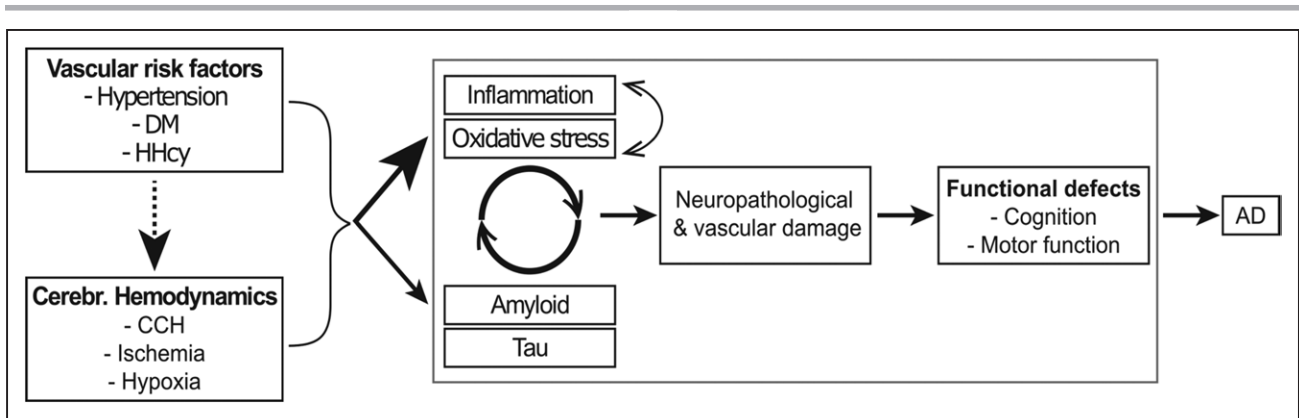 Vascular risk factors
- Hypertension
- DM
- HHcy
Cerebr. Hemodynamics
- CCH
- Ischemia
- Hypoxia
Inflammation
Oxidative stress
Amyloid
Tau
Neuropathological
& vascular damage
Functional defects
- Cognition
- Motor function
AD